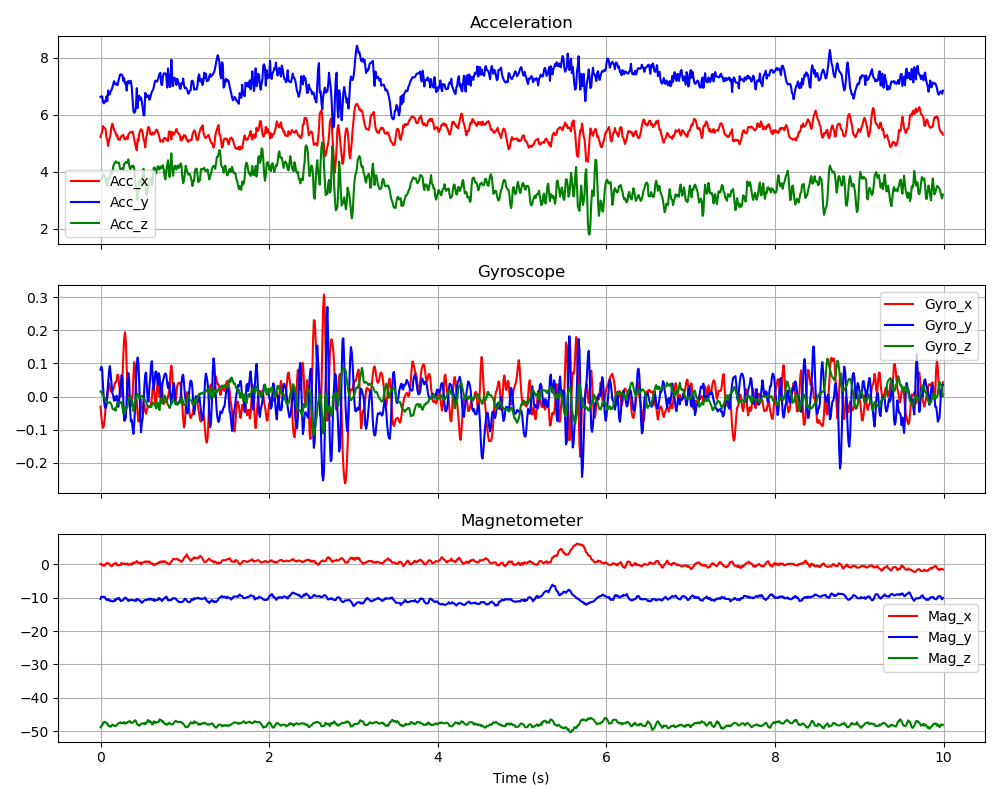 Acceleration
8
6
4
2
Acc_x
Acc_y
Acc_z
Gyroscope
0.3
0.2
0.1
0.0
−0.1
−0.2
Gyro_x
Gyro_y
Gyro_z
Magnetometer
0
−10
−20
−30
−40
−50
Mag_x
Mag_y
Mag_z
0 2 4 6 8 10
Time (s)